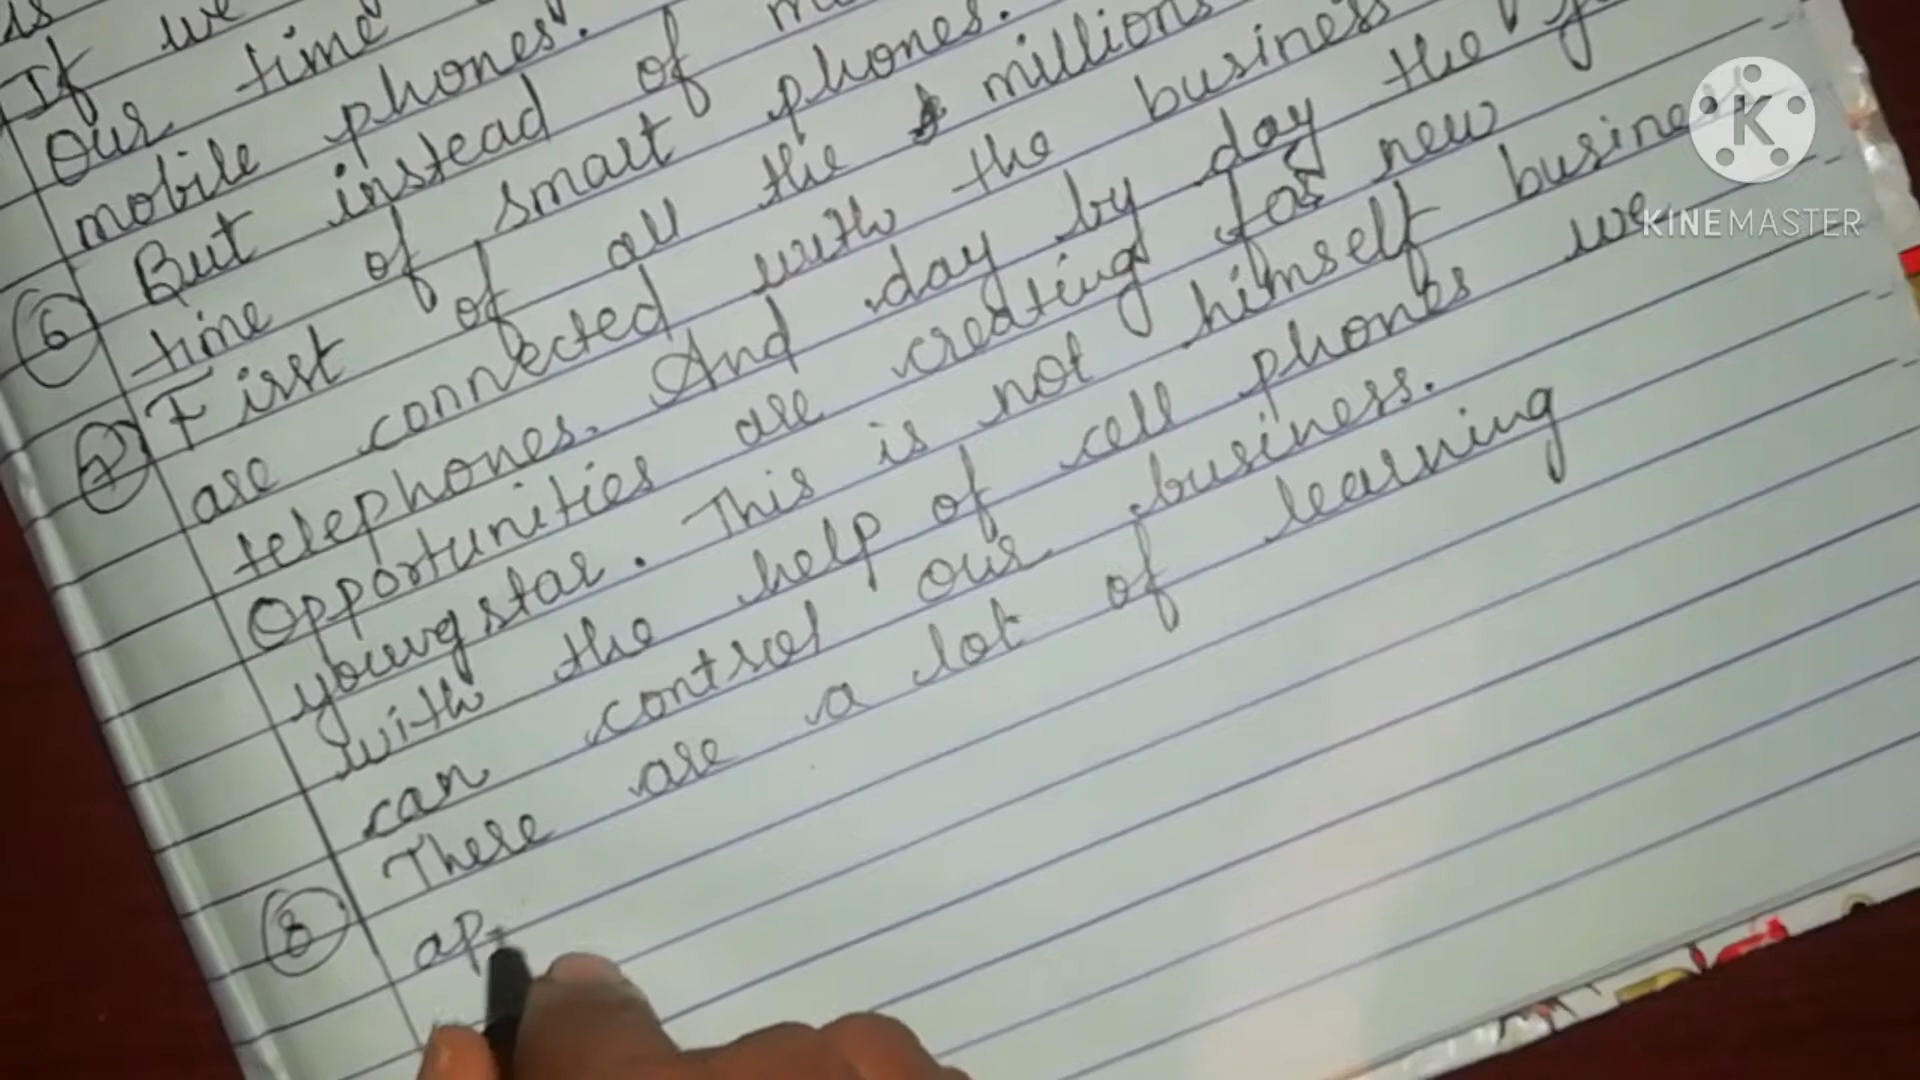 is
If we
our time
mobile phones.
⑥ But instead of
time of smart phones.
⑦ First of all the millions
are connected with the business
telephones. And day by day the
opportunities are creating for new
youngstar. This is not himself business
with the help of cell phones we
can control our business.
⑧ There are a lot of learning
ap
K
KINEMASTER